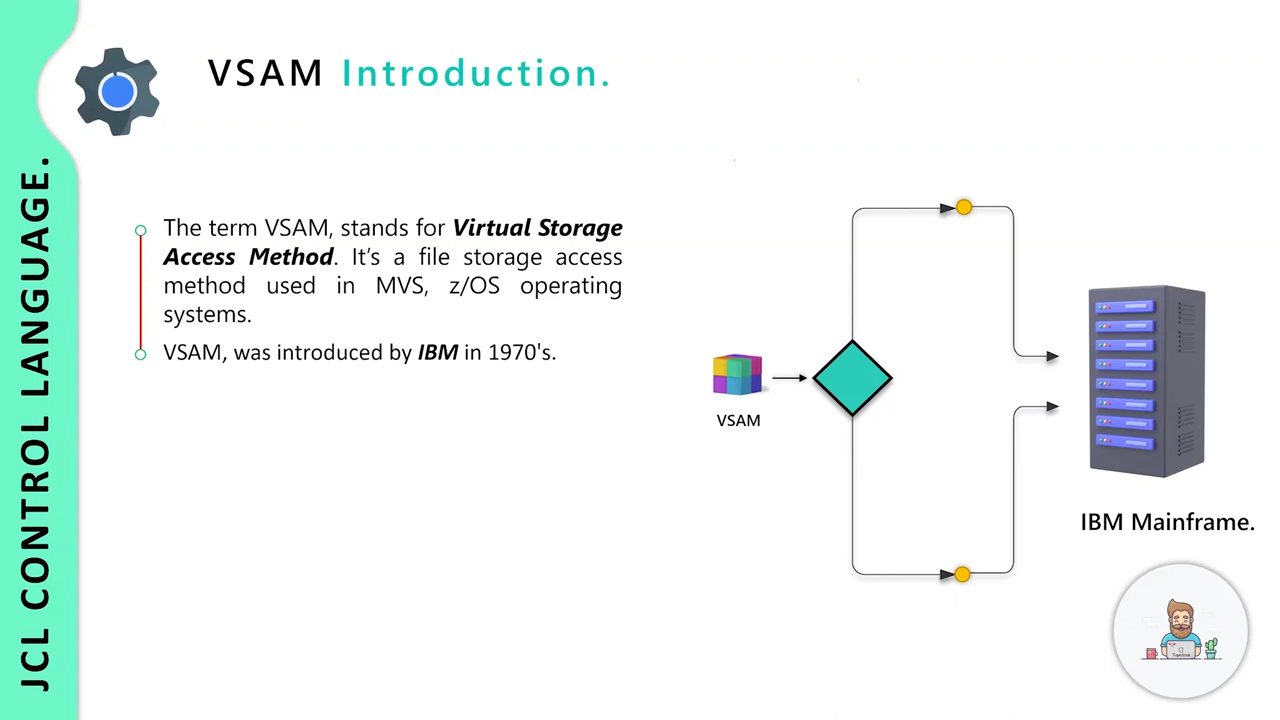 VSAM Introduction.
JCL CONTROL LANGUAGE.
The term VSAM, stands for Virtual Storage
Access Method. It’s a file storage access
method used in MVS, z/OS operating
systems.
VSAM, was introduced by IBM in 1970's.
VSAM
IBM Mainframe.